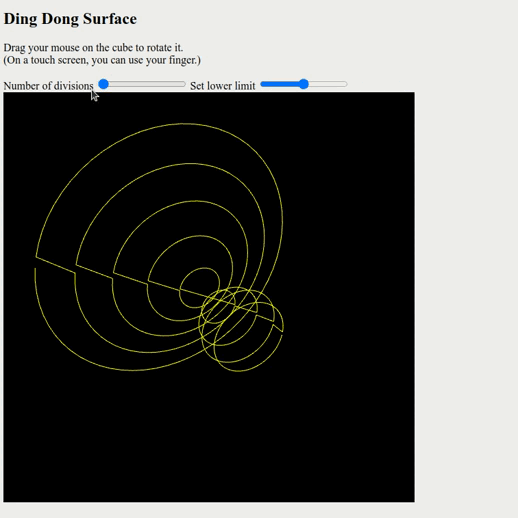 Ding Dong Surface
Drag your mouse on the cube to rotate it.
(On a touch screen, you can use your finger.)
Number of divisions Set lower limit